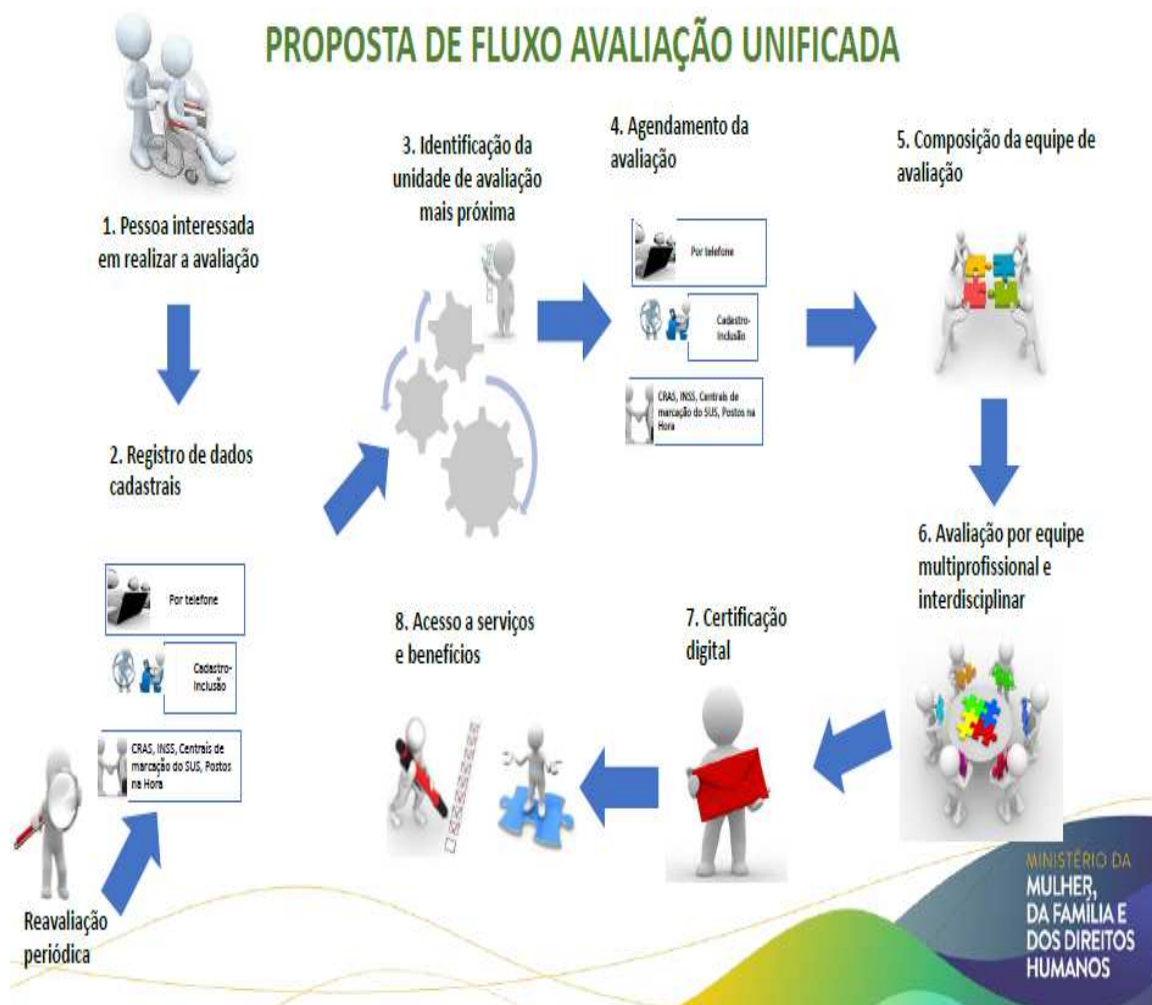 PROPOSTA DE FLUXO AVALIAÇÃO UNIFICADA
1. Pessoa interessada
em realizar a avaliação
2. Registro de dados
cadastrais
Por telefone
Cadastro-
Inclusão
CRAS, INSS, Centrais de
marcação do SUS, Postos
na Hora
Reavaliação
periódica
3. Identificação da
unidade de avaliação
mais próxima
4. Agendamento da
avaliação
Por telefone
Cadastro-
Inclusão
CRAS, INSS, Centrais de
marcação do SUS, Postos na
Hora
5. Composição da equipe de
avaliação
6. Avaliação por equipe
multiprofissional e
interdisciplinar
7. Certificação
digital
8. Acesso a serviços
e benefícios
MINISTÉRIO DA
MULHER,
DA FAMÍLIA E
DOS DIREITOS
HUMANOS